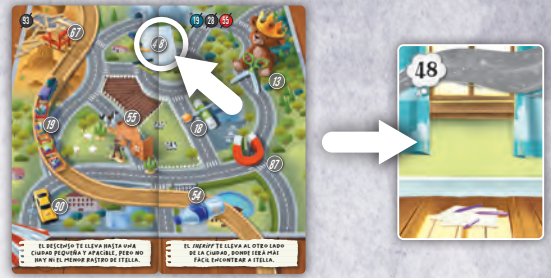 93
19 28 55
67
48
13
55
19
18
87
54
90
EL DESCENSO TE LLEVA HASTA UNA
CIUDAD PEQUEÑA Y APACIBLE, PERO NO
HAY NI EL MENOR RASTRO DE STELLA.
EL SHERIFF TE LLEVA AL OTRO LADO
DE LA CIUDAD, DONDE SERÁ MÁS
FÁCIL ENCONTRAR A STELLA.
48